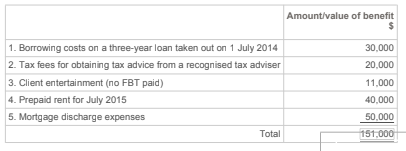 Amount/value of benefit
$
1. Borrowing costs on a three-year loan taken out on 1 July 2014 30,000
2. Tax fees for obtaining tax advice from a recognised tax adviser 20,000
3. Client entertainment (no FBT paid) 11,000
4. Prepaid rent for July 2015 40,000
5. Mortgage discharge expenses 50,000
Total 151,000